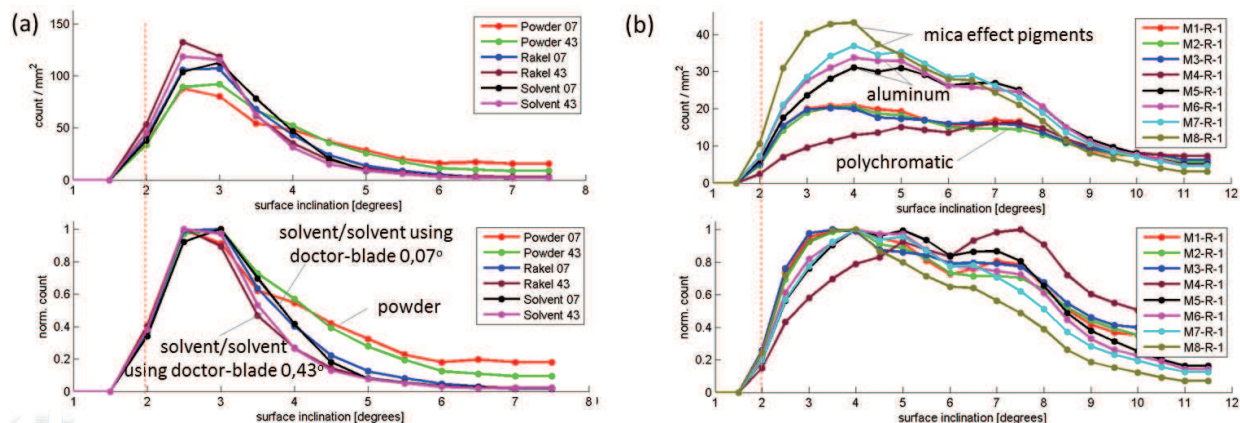 (a)
150
100
50
0
count / mm²
1 2 3 4 5 6 7 8
surface inclination [degrees]
Powder 07
Powder 43
Rakel 07
Rakel 43
Solvent 07
Solvent 43
1
0.8
0.6
0.4
0.2
0
norm. count
1 2 3 4 5 6 7 8
surface inclination [degrees]
Powder 07
Powder 43
Rakel 07
Rakel 43
Solvent 07
Solvent 43
solvent/solvent using
doctor-blade 0,07º
powder
solvent/solvent
using doctor-blade 0,43º
(b)
40
30
20
10
0
count / mm²
1 2 3 4 5 6 7 8 9 10 11 12
surface inclination [degrees]
mica effect pigments
aluminum
polychromatic
M1-R-1
M2-R-1
M3-R-1
M4-R-1
M5-R-1
M6-R-1
M7-R-1
M8-R-1
1
0.8
0.6
0.4
0.2
0
norm. count
1 2 3 4 5 6 7 8 9 10 11 12
surface inclination [degrees]
M1-R-1
M2-R-1
M3-R-1
M4-R-1
M5-R-1
M6-R-1
M7-R-1
M8-R-1